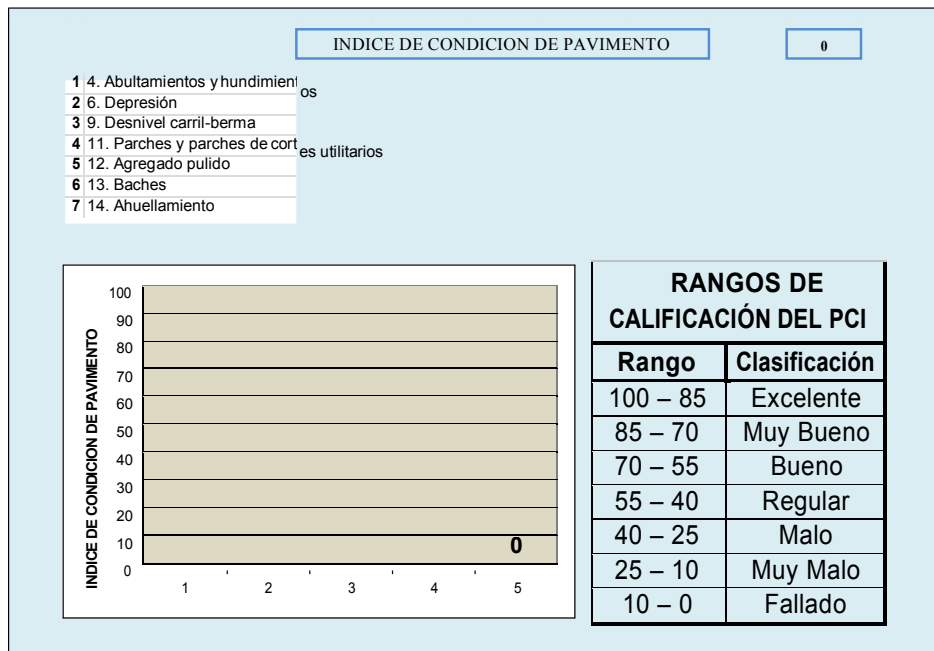 INDICE DE CONDICION DE PAVIMENTO 0
1 4. Abultamientos y hundimientos
2 6. Depresión
3 9. Desnivel carril-berma
4 11. Parches y parches de cortes utilitarios
5 12. Agregado pulido
6 13. Baches
7 14. Ahuellamiento
INDICE DE CONDICION DE PAVIMENTO
100
90
80
70
60
50
40
30
20
10
0
0
1 2 3 4 5
RANGOS DE
CALIFICACIÓN DEL PCI
Rango Clasificación
100 – 85 Excelente
85 – 70 Muy Bueno
70 – 55 Bueno
55 – 40 Regular
40 – 25 Malo
25 – 10 Muy Malo
10 – 0 Fallado